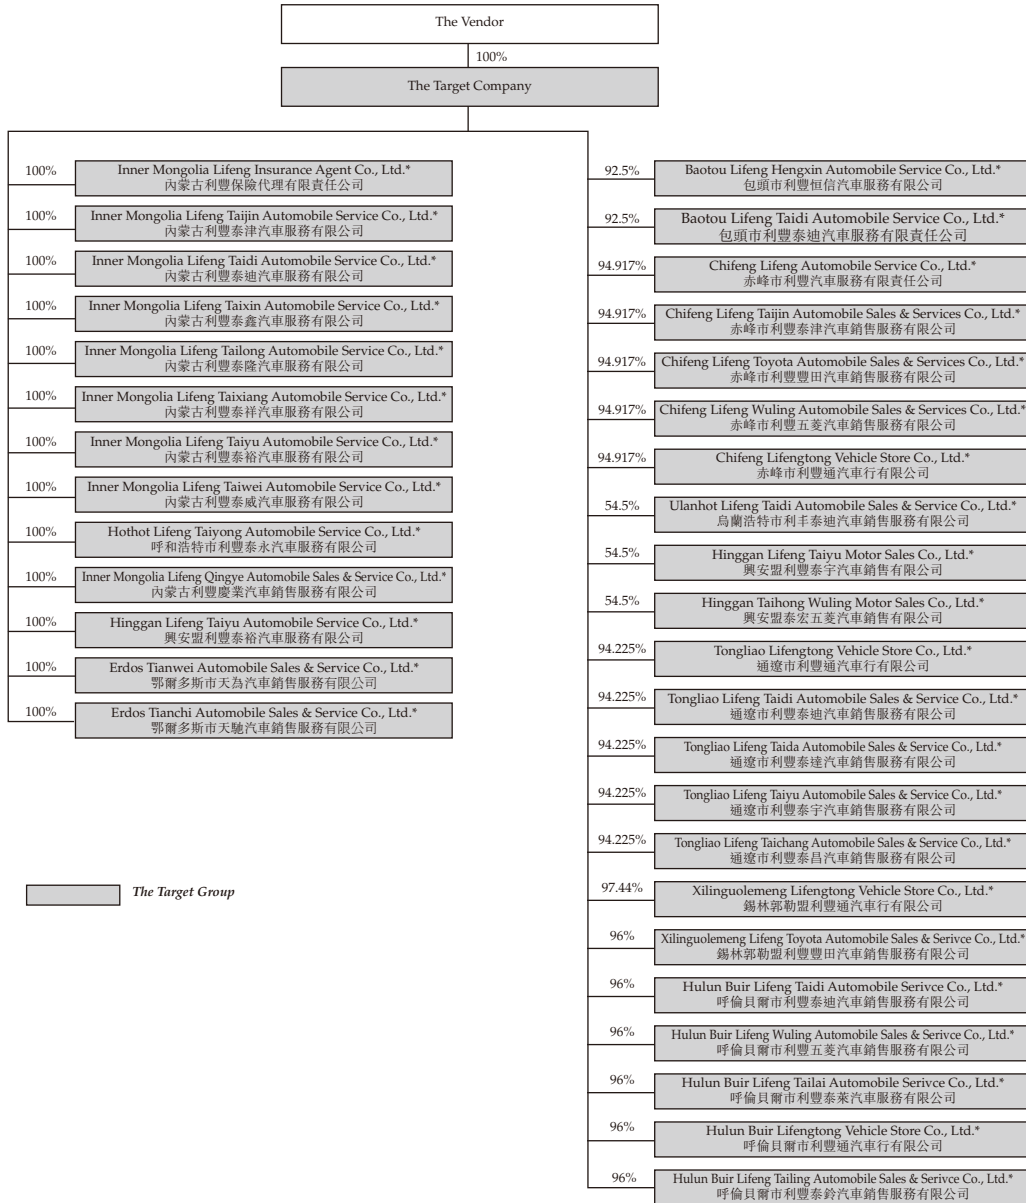 The Vendor
100%
The Target Company
100%
Inner Mongolia Lifeng Insurance Agent Co., Ltd.*
內蒙古利豐保險代理有限責任公司
100%
Inner Mongolia Lifeng Taijin Automobile Service Co., Ltd.*
內蒙古利豐泰津汽車服務有限公司
100%
Inner Mongolia Lifeng Taidi Automobile Service Co., Ltd.*
內蒙古利豐泰迪汽車服務有限公司
100%
Inner Mongolia Lifeng Taixin Automobile Service Co., Ltd.*
內蒙古利豐泰鑫汽車服務有限公司
100%
Inner Mongolia Lifeng Tailong Automobile Service Co., Ltd.*
內蒙古利豐泰隆汽車服務有限公司
100%
Inner Mongolia Lifeng Taixiang Automobile Service Co., Ltd.*
內蒙古利豐泰祥汽車服務有限公司
100%
Inner Mongolia Lifeng Taiyu Automobile Service Co., Ltd.*
內蒙古利豐泰裕汽車服務有限公司
100%
Inner Mongolia Lifeng Taiwei Automobile Service Co., Ltd.*
內蒙古利豐泰威汽車服務有限公司
100%
Hothot Lifeng Taiyong Automobile Service Co., Ltd.*
呼和浩特市利豐泰永汽車服務有限公司
100%
Inner Mongolia Lifeng Qingye Automobile Sales & Service Co., Ltd.*
內蒙古利豐慶業汽車銷售服務有限公司
100%
Hinggan Lifeng Taiyu Automobile Service Co., Ltd.*
興安盟利豐泰裕汽車服務有限公司
100%
Erdos Tianwei Automobile Sales & Service Co., Ltd.*
鄂爾多斯市天為汽車銷售服務有限公司
100%
Erdos Tianchi Automobile Sales & Service Co., Ltd.*
鄂爾多斯市天馳汽車銷售服務有限公司
The Target Group
92.5%
Baotou Lifeng Hengxin Automobile Service Co., Ltd.*
包頭市利豐恒信汽車服務有限公司
92.5%
Baotou Lifeng Taidi Automobile Service Co., Ltd.*
包頭市利豐泰迪汽車服務有限責任公司
94.917%
Chifeng Lifeng Automobile Service Co., Ltd.*
赤峰市利豐汽車服務有限責任公司
94.917%
Chifeng Lifeng Taijin Automobile Sales & Services Co., Ltd.*
赤峰市利豐泰津汽車銷售服務有限公司
94.917%
Chifeng Lifeng Toyota Automobile Sales & Services Co., Ltd.*
赤峰市利豐豐田汽車銷售服務有限公司
94.917%
Chifeng Lifeng Wuling Automobile Sales & Services Co., Ltd.*
赤峰市利豐五菱汽車銷售服務有限公司
94.917%
Chifeng Lifengtong Vehicle Store Co., Ltd.*
赤峰市利豐通汽車行有限公司
54.5%
Ulanhot Lifeng Taidi Automobile Sales & Service Co., Ltd.*
烏蘭浩特市利丰泰迪汽車銷售服務有限公司
54.5%
Hinggan Lifeng Taiyu Motor Sales Co., Ltd.*
興安盟利豐泰宇汽車銷售有限公司
54.5%
Hinggan Taihong Wuling Motor Sales Co., Ltd.*
興安盟泰宏五菱汽車銷售有限公司
94.225%
Tongliao Lifengtong Vehicle Store Co., Ltd.*
通遼市利豐通汽車行有限公司
94.225%
Tongliao Lifeng Taidi Automobile Sales & Service Co., Ltd.*
通遼市利豐泰迪汽車銷售服務有限公司
94.225%
Tongliao Lifeng Taida Automobile Sales & Service Co., Ltd.*
通遼市利豐泰達汽車銷售服務有限公司
94.225%
Tongliao Lifeng Taiyu Automobile Sales & Service Co., Ltd.*
通遼市利豐泰宇汽車銷售服務有限公司
94.225%
Tongliao Lifeng Taichang Automobile Sales & Service Co., Ltd.*
通遼市利豐泰昌汽車銷售服務有限公司
97.44%
Xilinguolemeng Lifengtong Vehicle Store Co., Ltd.*
錫林郭勒盟利豐通汽車行有限公司
96%
Xilinguolemeng Lifeng Toyota Automobile Sales & Serivce Co., Ltd.*
錫林郭勒盟利豐豐田汽車銷售服務有限公司
96%
Hulun Buir Lifeng Taidi Automobile Serivce Co., Ltd.*
呼倫貝爾市利豐泰迪汽車銷售服務有限公司
96%
Hulun Buir Lifeng Wuling Automobile Sales & Serivce Co., Ltd.*
呼倫貝爾市利豐五菱汽車銷售服務有限公司
96%
Hulun Buir Lifeng Tailai Automobile Serivce Co., Ltd.*
呼倫貝爾市利豐泰萊汽車服務有限公司
96%
Hulun Buir Lifengtong Vehicle Store Co., Ltd.*
呼倫貝爾市利豐通汽車行有限公司
96%
Hulun Buir Lifeng Tailing Automobile Sales & Serivce Co., Ltd.*
呼倫貝爾市利豐泰鈴汽車銷售服務有限公司